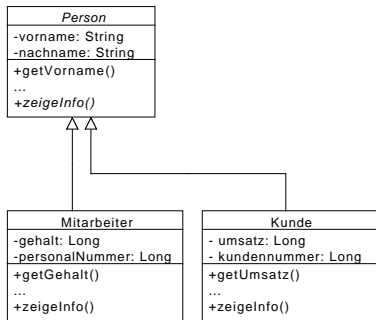 Person
-vorname: String
-nachname: String
+getVorname()
...
+zeigeInfo()
Mitarbeiter
-gehalt: Long
-personalNummer: Long
+getGehalt()
...
+zeigeInfo()
Kunde
- umsatz: Long
- kundennummer: Long
+getUmsatz()
...
+zeigeInfo()